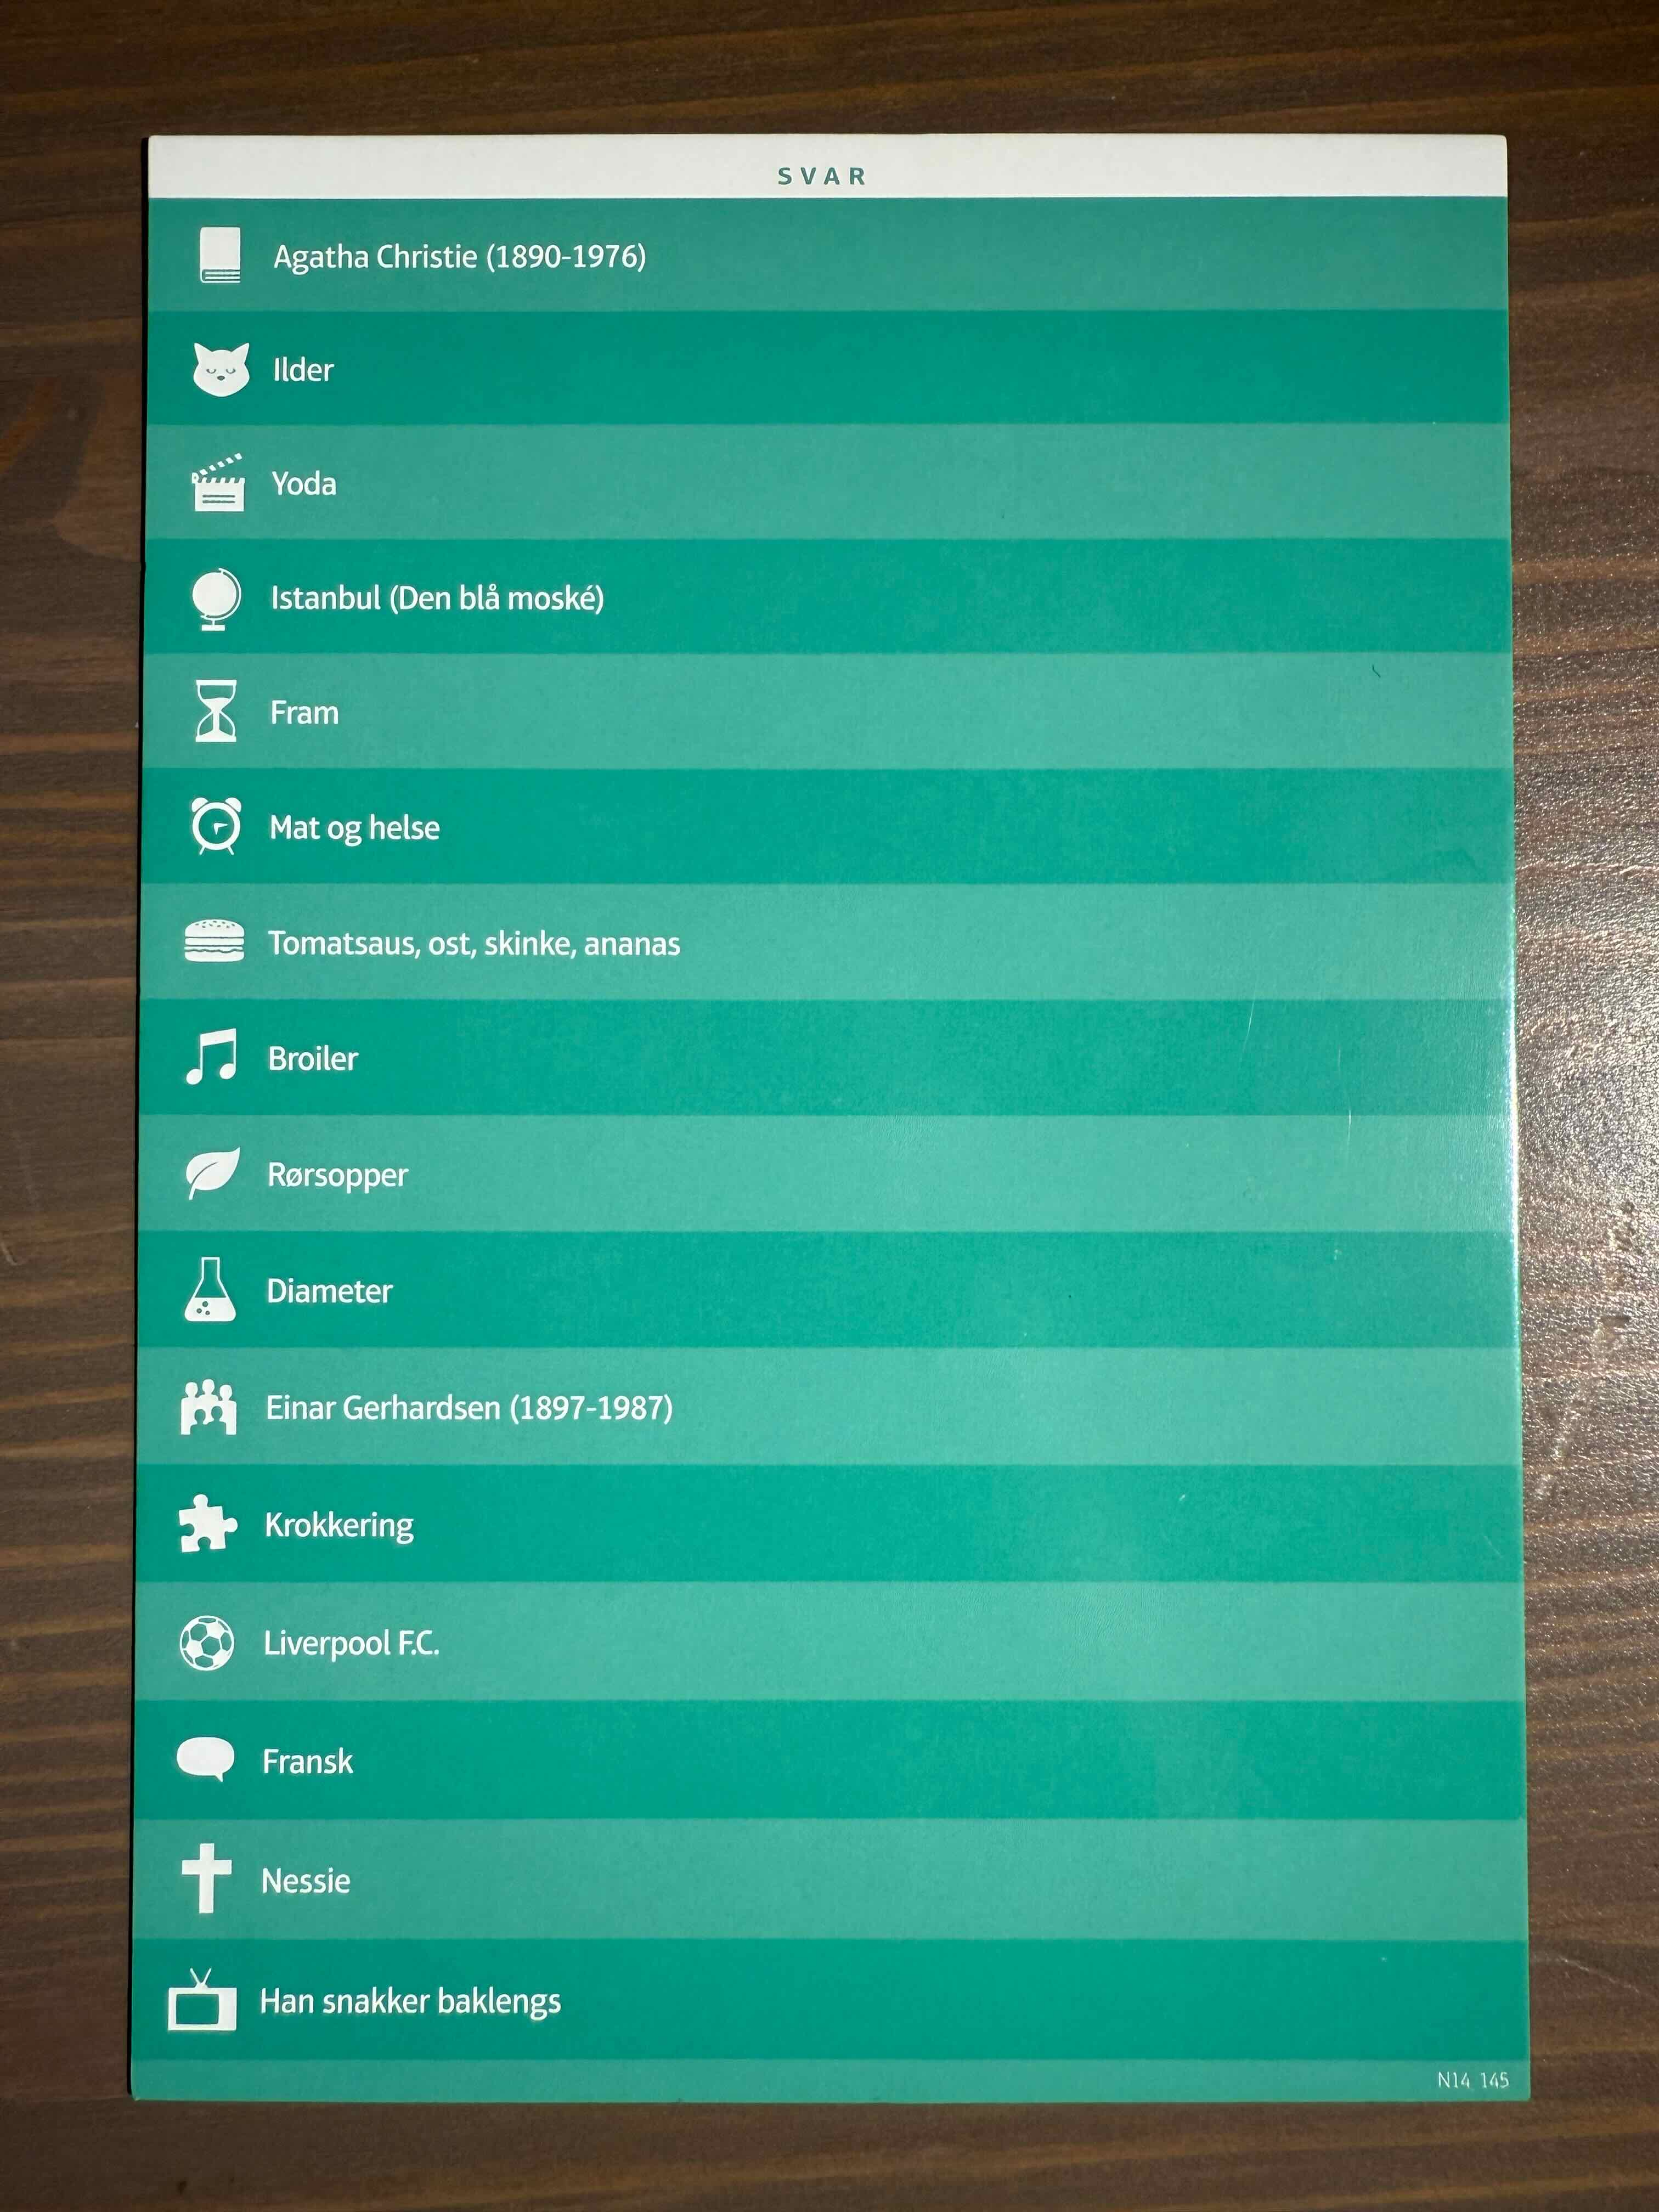 SVAR
Agatha Christie (1890-1976)
Ilder
Yoda
Istanbul (Den blå moské)
Fram
Mat og helse
Tomatsaus, ost, skinke, ananas
Broiler
Rørsopper
Diameter
Einar Gerhardsen (1897-1987)
Krokkering
Liverpool F.C.
Fransk
Nessie
Han snakker baklengs
N14 145